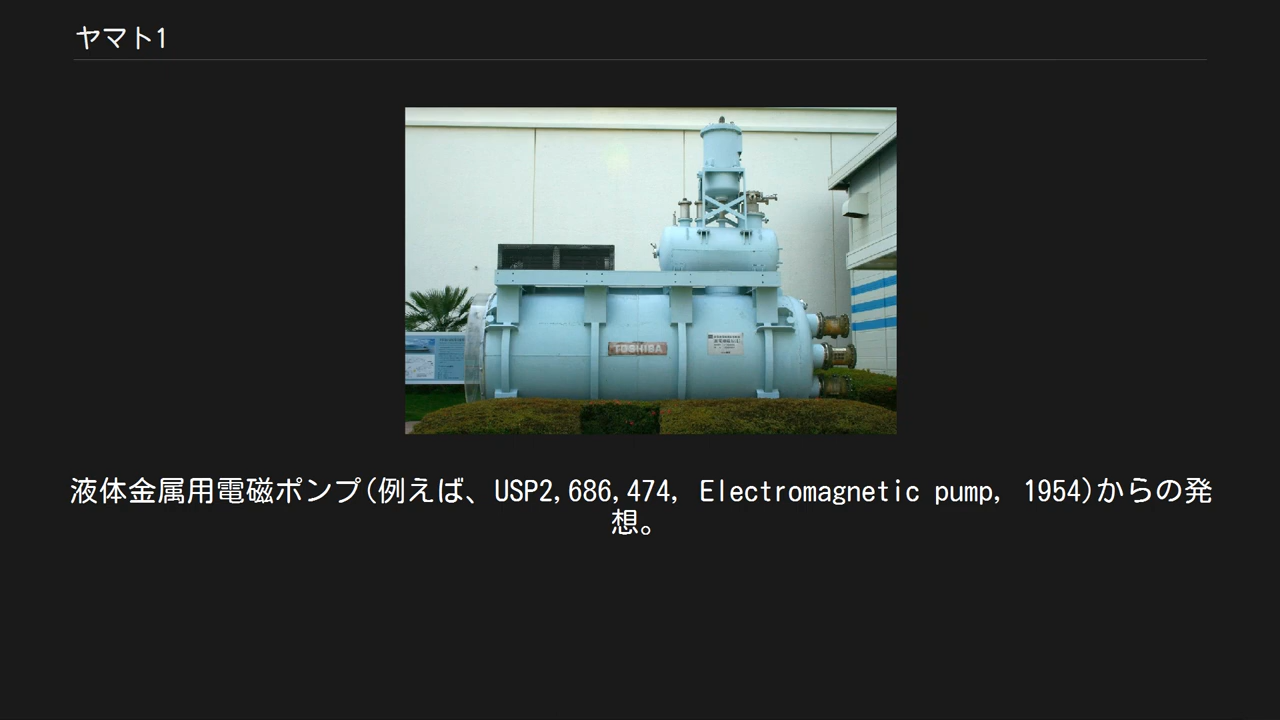 ヤマト1
TOSHIBA
液体金属用電磁ポンプ(例えば、USP2,686,474, Electromagnetic pump, 1954)からの発
想。